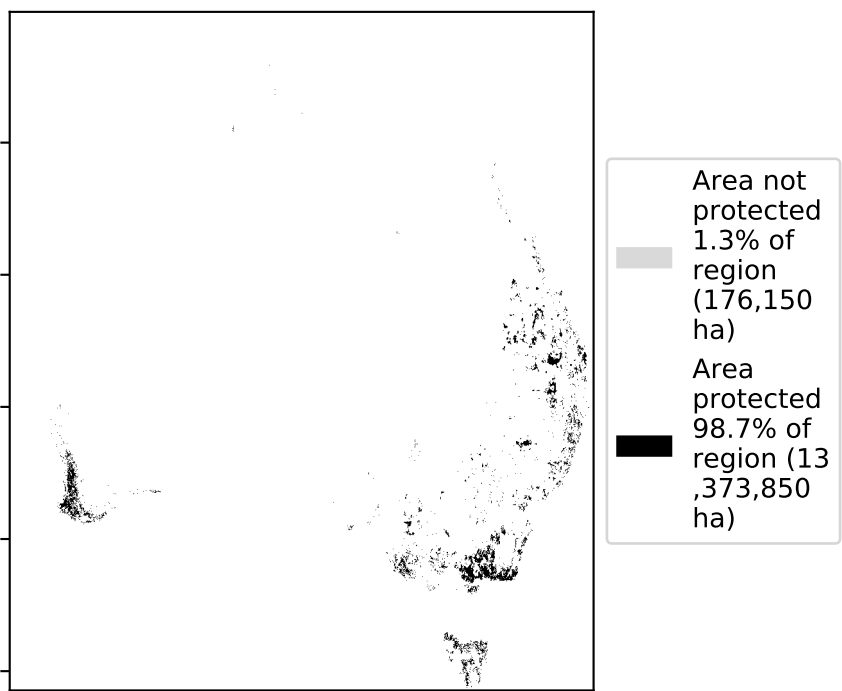 Area not
protected
1.3% of
region
(176,150
ha)
Area
protected
98.7% of
region (13
,373,850
ha)